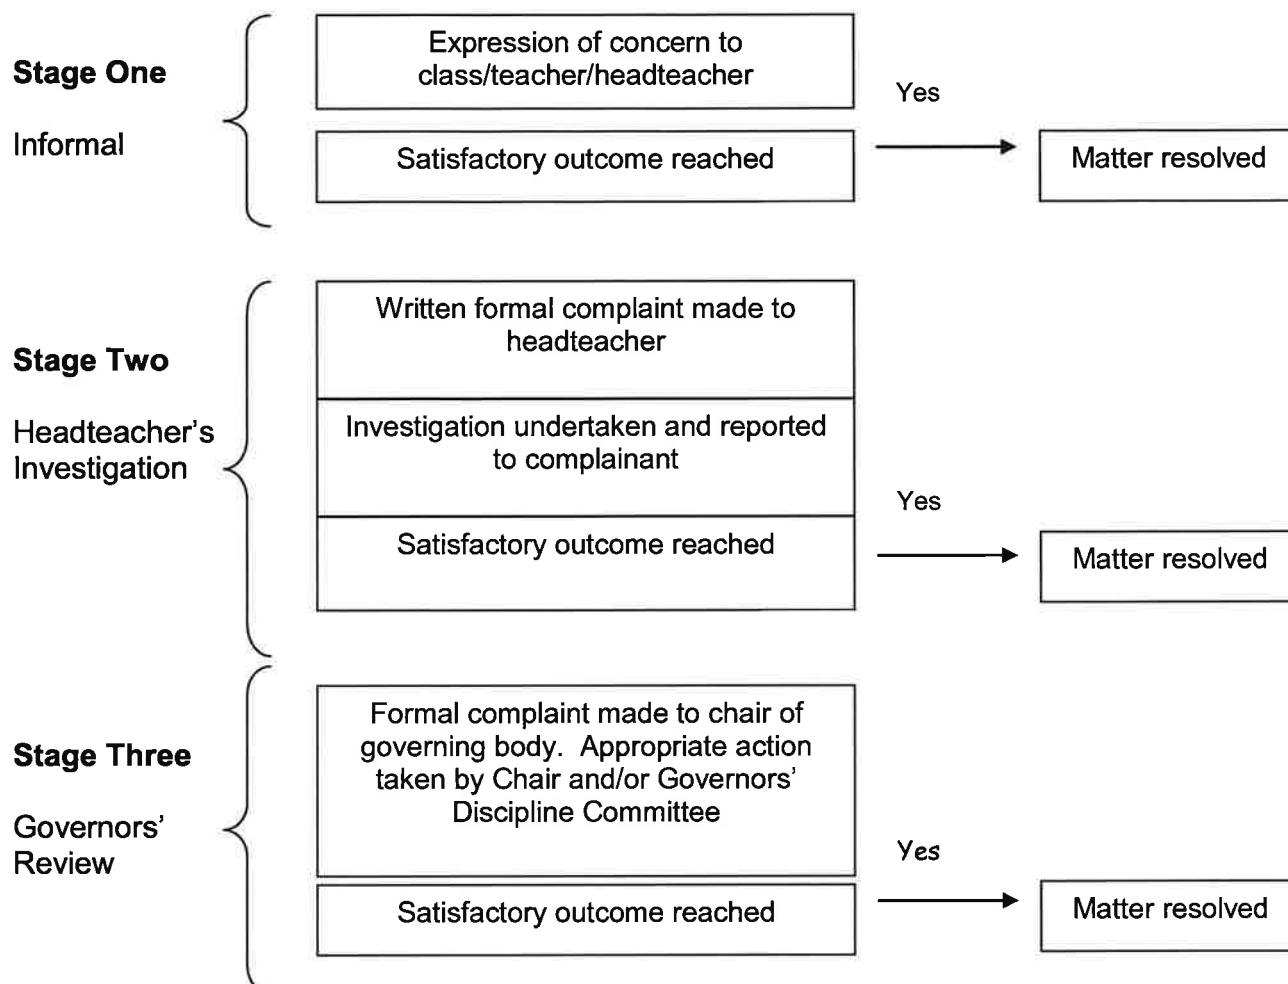 Stage One
Informal
Expression of concern to
class/teacher/headteacher
Satisfactory outcome reached
Yes
Matter resolved
Stage Two
Headteacher’s
Investigation
Written formal complaint made to
headteacher
Investigation undertaken and reported
to complainant
Satisfactory outcome reached
Yes
Matter resolved
Stage Three
Governors’
Review
Formal complaint made to chair of
governing body.  Appropriate action
taken by Chair and/or Governors’
Discipline Committee
Satisfactory outcome reached
Yes
Matter resolved